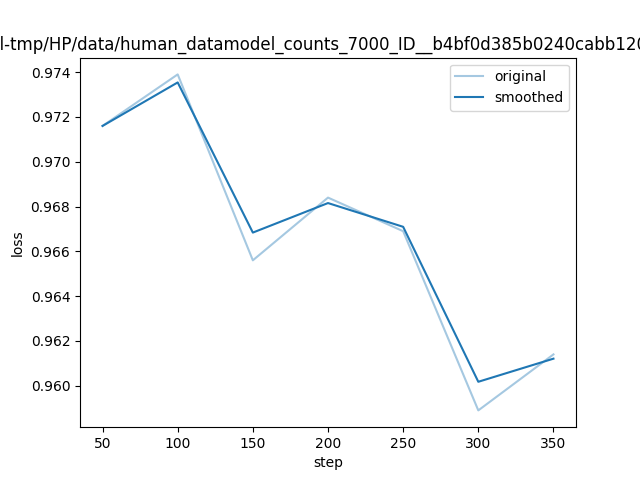 l-tmp/HP/data/human_datamodel_counts_7000_ID__b4bf0d385b0240cabb120
original
smoothed
0.974
0.972
0.970
0.968
0.966
0.964
0.962
0.960
loss
50 100 150 200 250 300 350
step